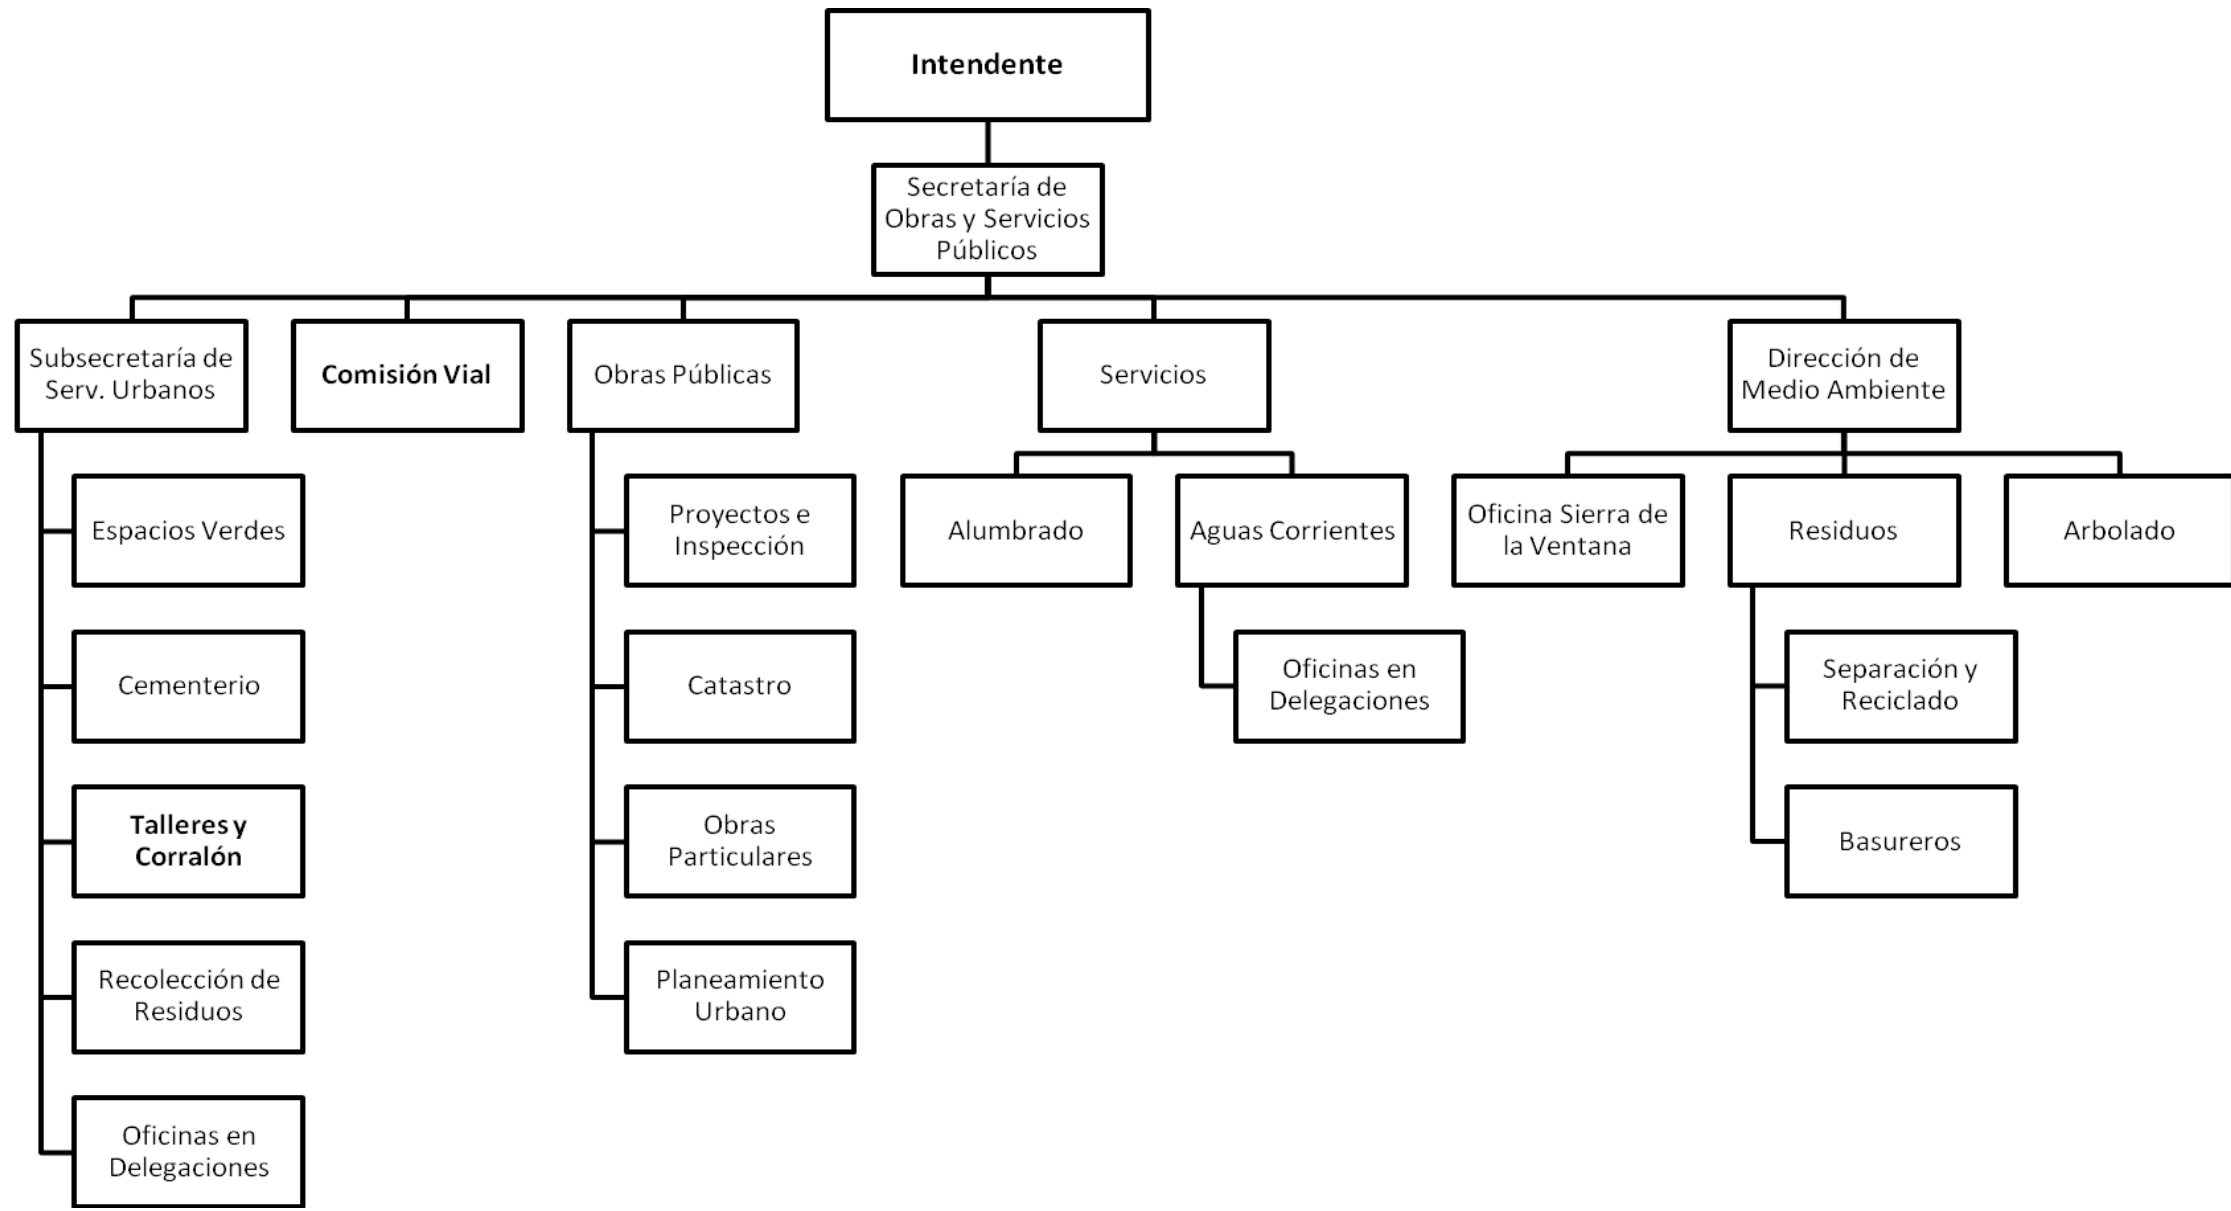 Intendente
Secretaría de
Obras y Servicios
Públicos
Subsecretaría de
Serv. Urbanos
Comisión Vial
Obras Públicas
Servicios
Dirección de
Medio Ambiente
Espacios Verdes
Proyectos e
Inspección
Alumbrado
Aguas Corrientes
Oficina Sierra de
la Ventana
Residuos
Arbolado
Cementerio
Catastro
Oficinas en
Delegaciones
Separación y
Reciclado
Talleres y
Corralón
Obras
Particulares
Basureros
Recolección de
Residuos
Planeamiento
Urbano
Oficinas en
Delegaciones